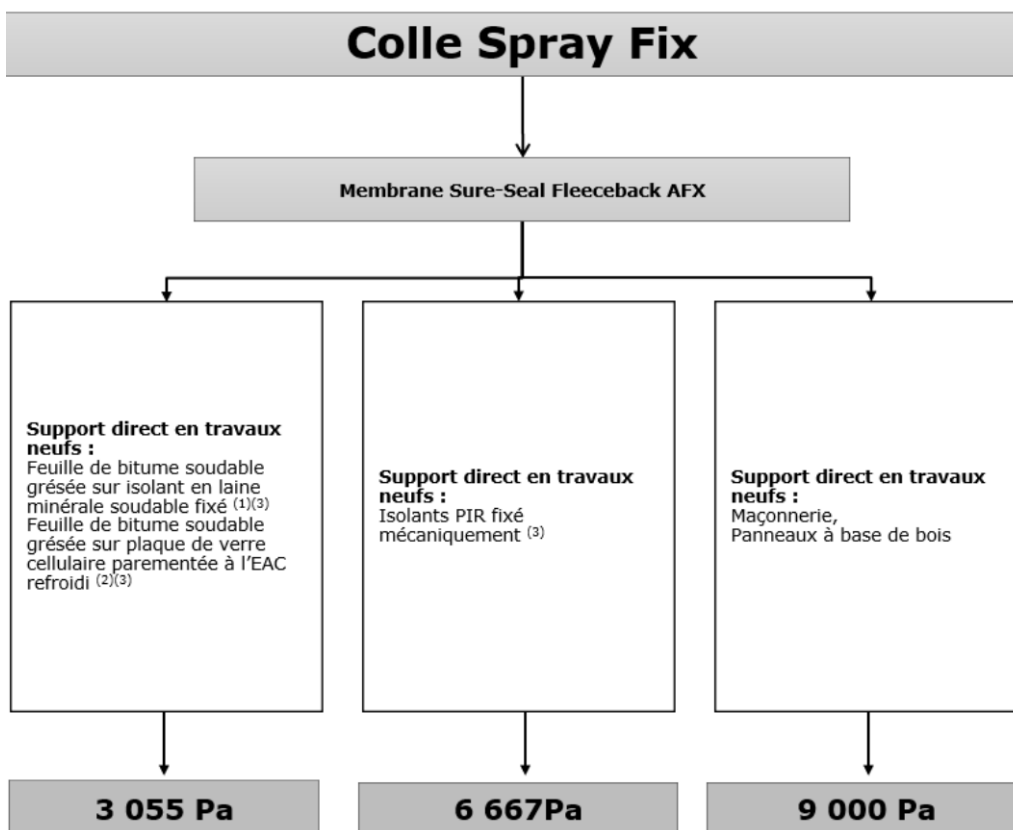 Colle Spray Fix
Membrane Sure-Seal Fleeceback AFX
Support direct en travaux
neufs :
Feuille de bitume soudable
grésée sur isolant en laine
minérale soudable fixé (1)(3)
Feuille de bitume soudable
grésée sur plaque de verre
cellulaire parementée à l'EAC
refroidi (2)(3)
Support direct en travaux
neufs :
Isolants PIR fixé
mécaniquement (3)
Support direct en travaux
neufs :
Maçonnerie,
Panneaux à base de bois
3 055 Pa
6 667Pa
9 000 Pa